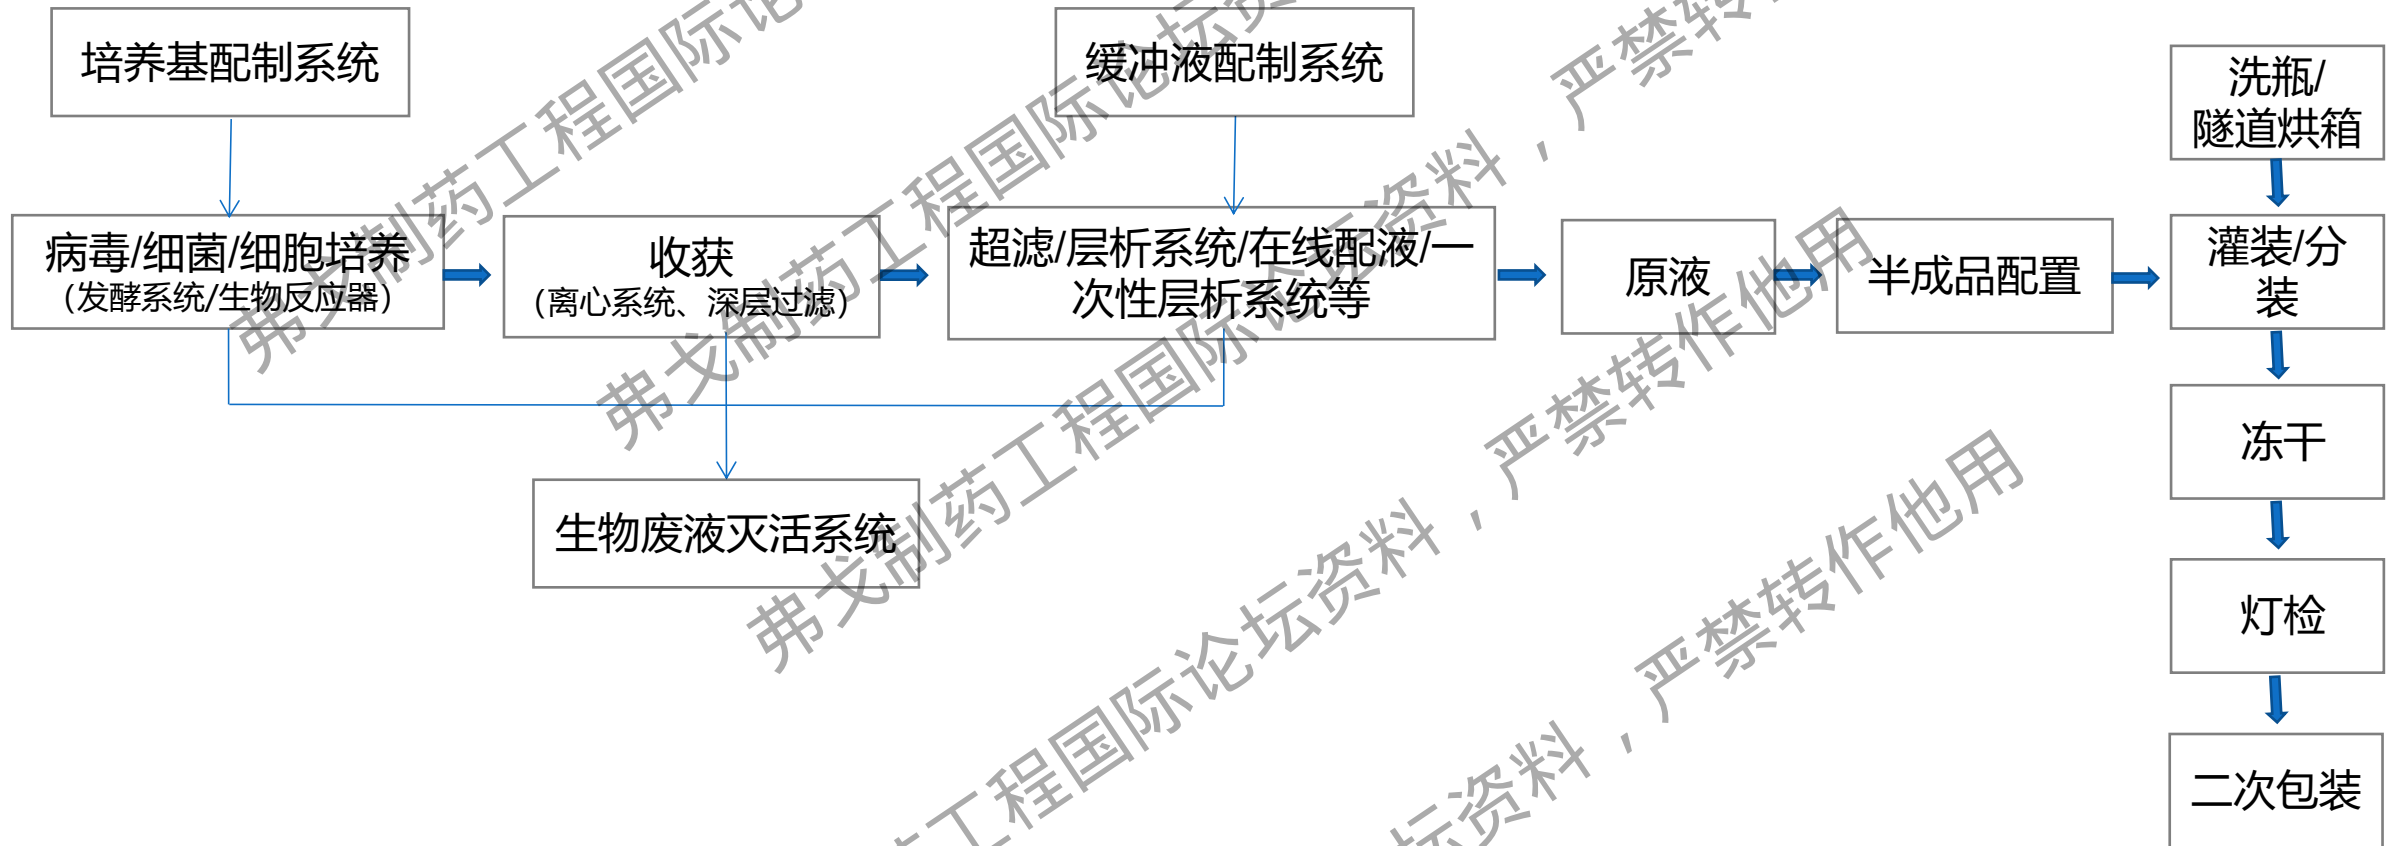 培养基配制系统
缓冲液配制系统
洗瓶/
隧道烘箱
病毒/细菌/细胞培养
（发酵系统/生物反应器）
收获
（离心系统、深层过滤）
超滤/层析系统/在线配液/一
次性层析系统等
原液
半成品配置
灌装/分
装
冻干
生物废液灭活系统
灯检
二次包装
弗戈制药工程国际论
弗戈制药工程国际论坛资
弗戈制药工程国际论坛资料，严禁转
工程国际论坛资料，严禁转作他用
坛资料，严禁转作他用